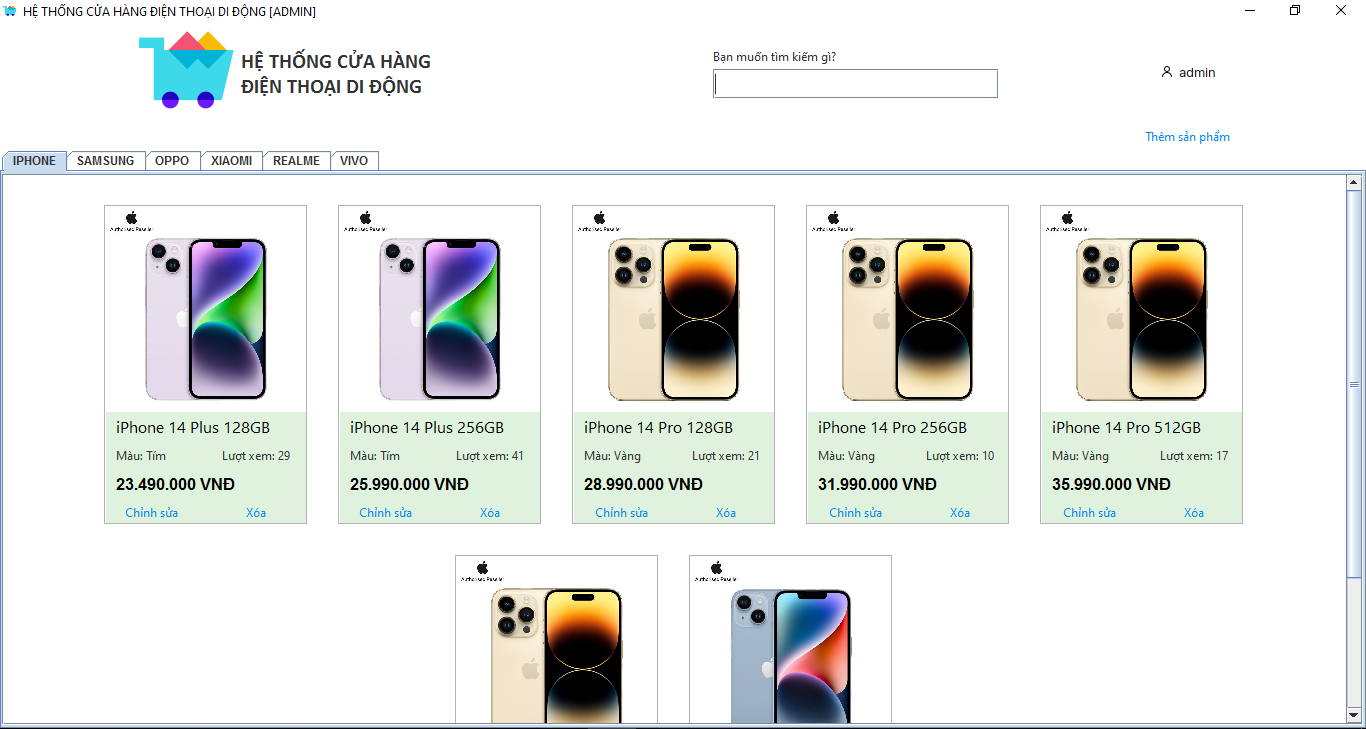 HỆ THỐNG CỬA HÀNG ĐIỆN THOẠI DI ĐỘNG [ADMIN]
HỆ THỐNG CỬA HÀNG
ĐIỆN THOẠI DI ĐỘNG
Bạn muốn tìm kiếm gì?
admin
Thêm sản phẩm
IPHONE SAMSUNG OPPO XIAOMI REALME VIVO
Authorised Reseller Authorised Reseller Authorised Reseller Authorised Reseller Authorised Reseller
iPhone 14 Plus 128GB
Màu: Tím Lượt xem: 29
23.490.000 VNĐ
Chỉnh sửa Xóa
iPhone 14 Plus 256GB
Màu: Tím Lượt xem: 41
25.990.000 VNĐ
Chỉnh sửa Xóa
iPhone 14 Pro 128GB
Màu: Vàng Lượt xem: 21
28.990.000 VNĐ
Chỉnh sửa Xóa
iPhone 14 Pro 256GB
Màu: Vàng Lượt xem: 10
31.990.000 VNĐ
Chỉnh sửa Xóa
iPhone 14 Pro 512GB
Màu: Vàng Lượt xem: 17
35.990.000 VNĐ
Chỉnh sửa Xóa
Authorised Reseller Authorised Reseller